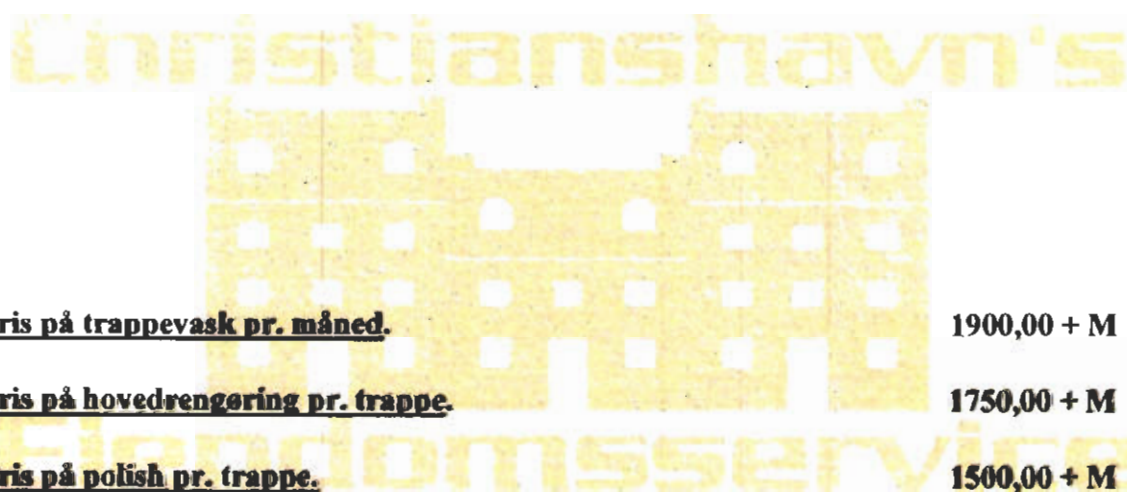 Christianshavn's
ris på trappevask pr. måned. 1900,00 + M
ris på hovedrengøring pr. trappe. 1750,00 + M
Ejendomsservice
ris på polish pr. trappe. 1500,00 + M